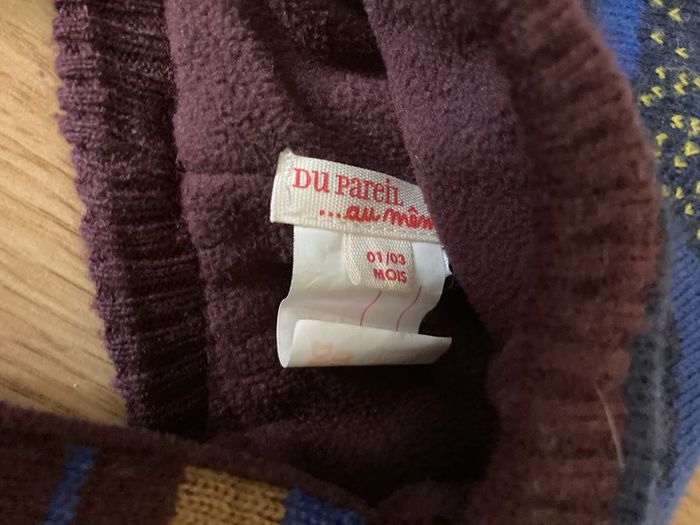 DU PareiL
...au mêm
01/03
MOIS